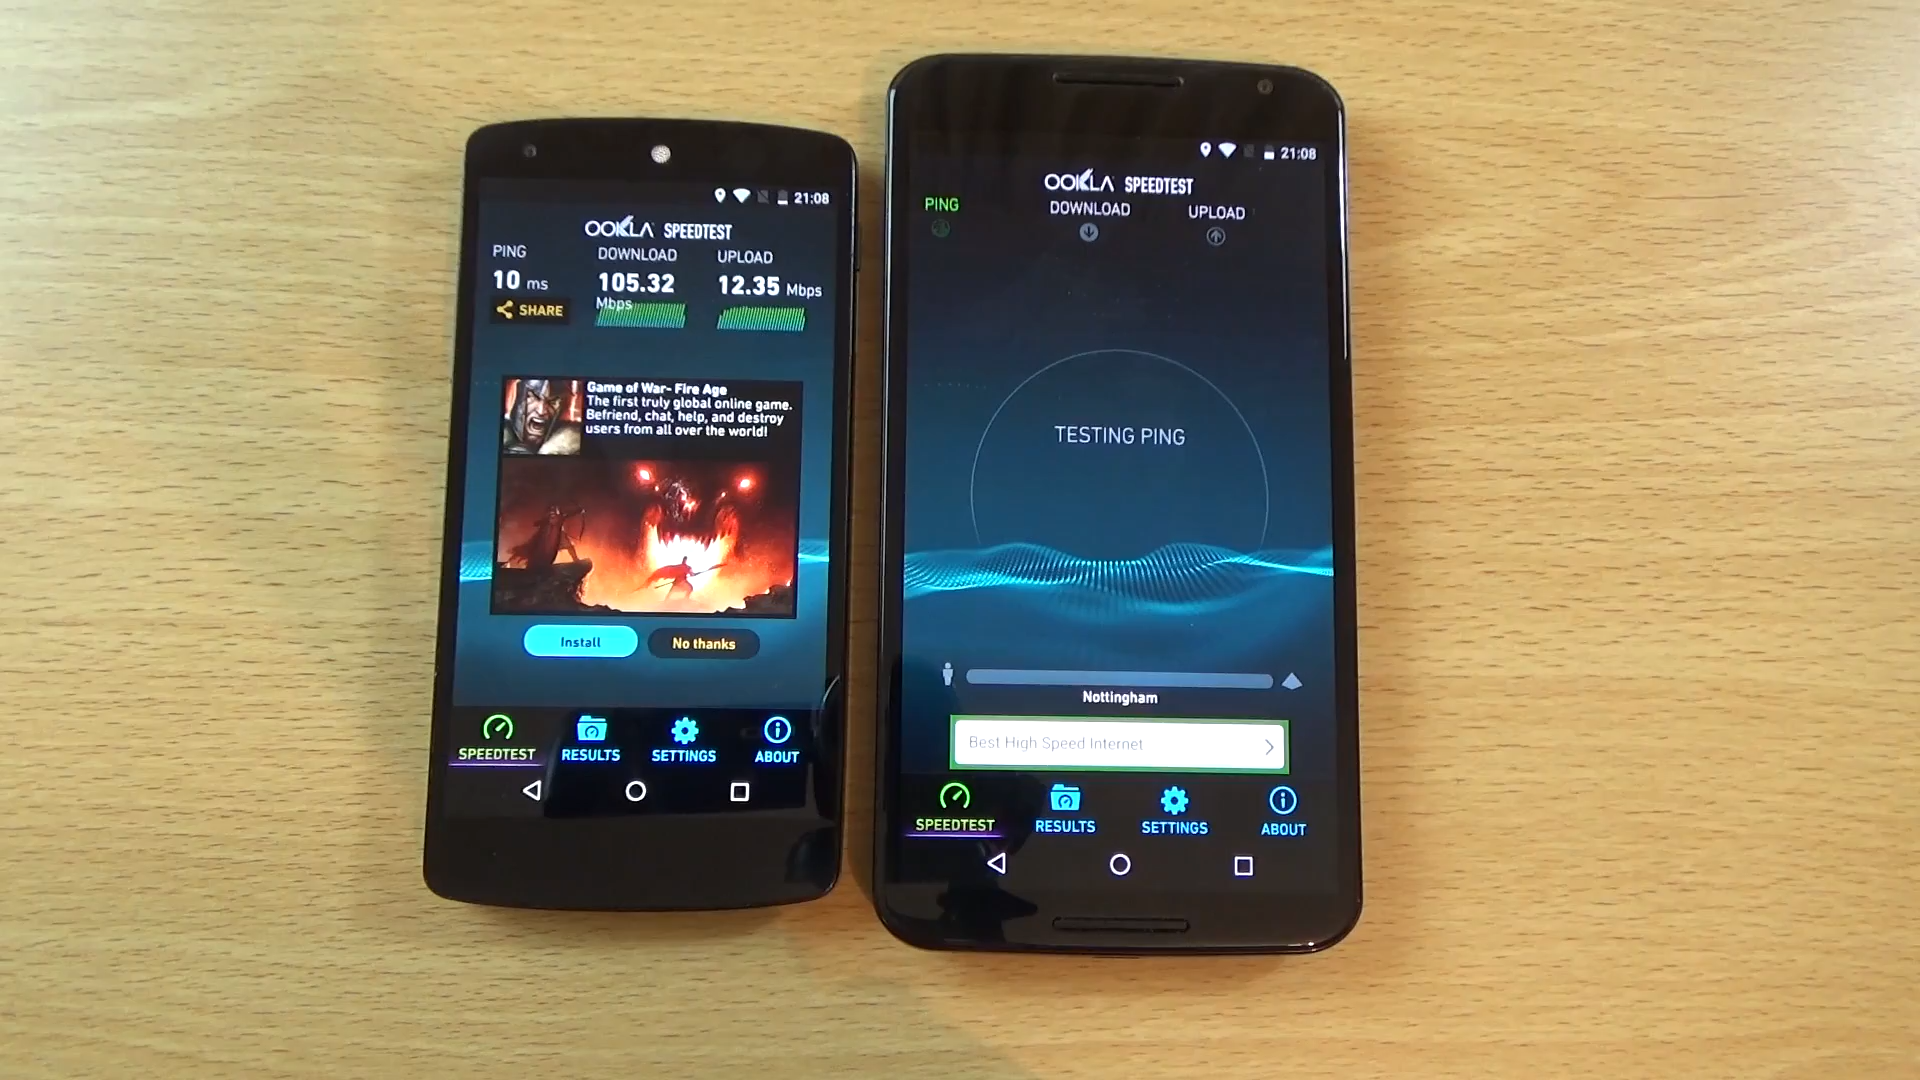 21:08
OOKLA SPEEDTEST
PING
DOWNLOAD
UPLOAD
10 ms
105.32
Mbps
12.35 Mbps
SHARE
Game of War- Fire Age
The first truly global online game.
Befriend, chat, help, and destroy
users from all over the world!
Install
No thanks
SPEEDTEST
RESULTS
SETTINGS
ABOUT
21:08
OOKLA SPEEDTEST
PING
DOWNLOAD
UPLOAD
TESTING PING
Nottingham
Best High Speed Internet
SPEEDTEST
RESULTS
SETTINGS
ABOUT